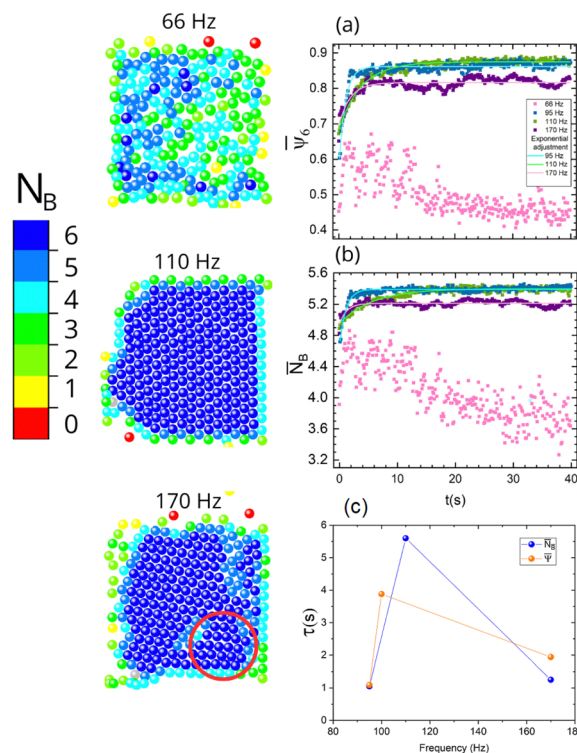 66 Hz
N_B
6
5
4
3
2
1
0
110 Hz
170 Hz
(a)
Ψ̅₆
0.9
0.8
0.7
0.6
0.5
0.4
66 Hz
95 Hz
110 Hz
170 Hz
Exponential
adjustment
95 Hz
110 Hz
170 Hz
(b)
N̅_B
5.6
5.2
4.8
4.4
4.0
3.6
3.2
0 10 20 30 40
t(s)
(c)
τ(s)
6
5
4
3
2
1
0
N̅_B
Ψ̅
80 100 120 140 160 180
Frequency (Hz)